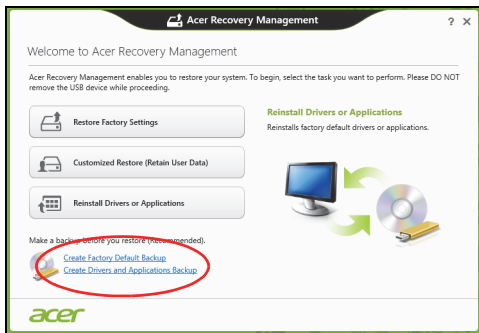 Acer Recovery Management
? ×
Welcome to Acer Recovery Management
Acer Recovery Management enables you to restore your system. To begin, select the task you want to perform. Please DO NOT
remove the USB device while proceeding.
Restore Factory Settings
Customized Restore (Retain User Data)
Reinstall Drivers or Applications
Reinstall Drivers or Applications
Reinstalls factory default drivers or applications.
Make a backup before you restore (Recommended).
Create Factory Default Backup
Create Drivers and Applications Backup
acer